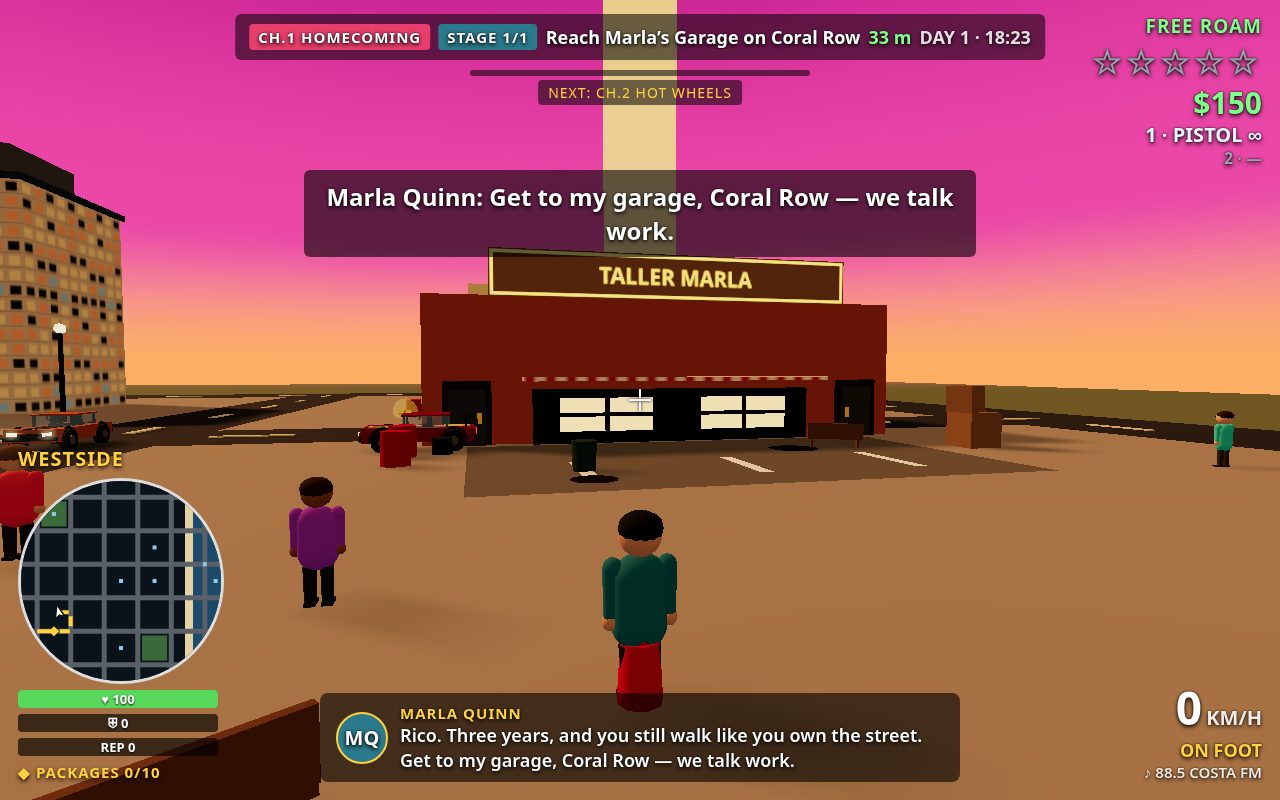 CH.1 HOMECOMING STAGE 1/1 Reach Marla’s Garage on Coral Row 33 m DAY 1 · 18:23
NEXT: CH.2 HOT WHEELS
FREE ROAM
☆☆☆☆☆
$150
1 · PISTOL ∞
2 · —
Marla Quinn: Get to my garage, Coral Row — we talk
work.
TALLER MARLA
WESTSIDE
♥ 100
⛨ 0
REP 0
◆ PACKAGES 0/10
MQ
MARLA QUINN
Rico. Three years, and you still walk like you own the street.
Get to my garage, Coral Row — we talk work.
0 KM/H
ON FOOT
♪ 88.5 COSTA FM